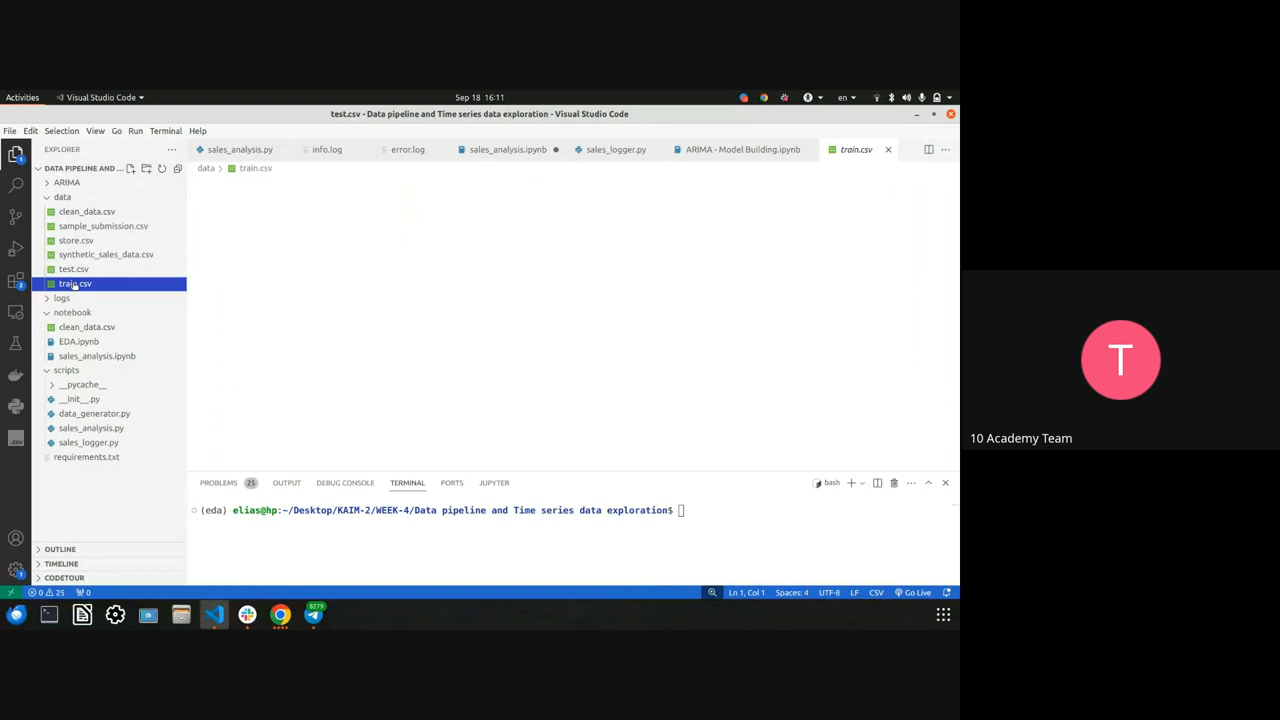 Activities
Visual Studio Code
Sep 18 16:11
en
test.csv - Data pipeline and Time series data exploration - Visual Studio Code
File Edit Selection View Go Run Terminal Help
EXPLORER
DATA PIPELINE AND ...
ARIMA
data
clean_data.csv
sample_submission.csv
store.csv
synthetic_sales_data.csv
test.csv
train.csv
logs
notebook
clean_data.csv
EDA.ipynb
sales_analysis.ipynb
scripts
__pycache__
__init__.py
data_generator.py
sales_analysis.py
sales_logger.py
requirements.txt
OUTLINE
TIMELINE
CODETOUR
sales_analysis.py info.log error.log sales_analysis.ipynb sales_logger.py ARIMA - Model Building.ipynb train.csv
data > train.csv
PROBLEMS 25 OUTPUT DEBUG CONSOLE TERMINAL PORTS JUPYTER
bash
(eda) elias@hp:~/Desktop/KAIM-2/WEEK-4/Data pipeline and Time series data exploration$
0 25 0
Ln 1, Col 1 Spaces: 4 UTF-8 LF CSV Go Live
8279
T
10 Academy Team